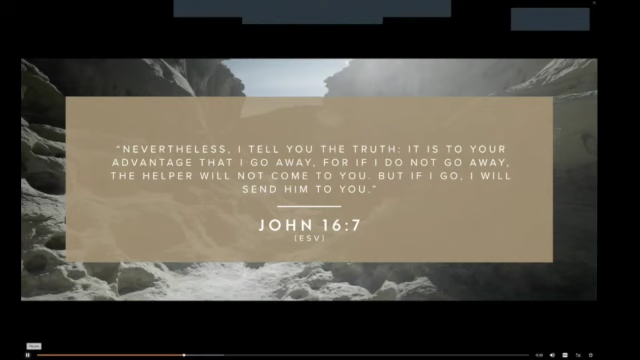 “NEVERTHELESS, I TELL YOU THE TRUTH: IT IS TO YOUR
ADVANTAGE THAT I GO AWAY, FOR IF I DO NOT GO AWAY,
THE HELPER WILL NOT COME TO YOU. BUT IF I GO, I WILL
SEND HIM TO YOU.”
JOHN 16:7
(ESV)